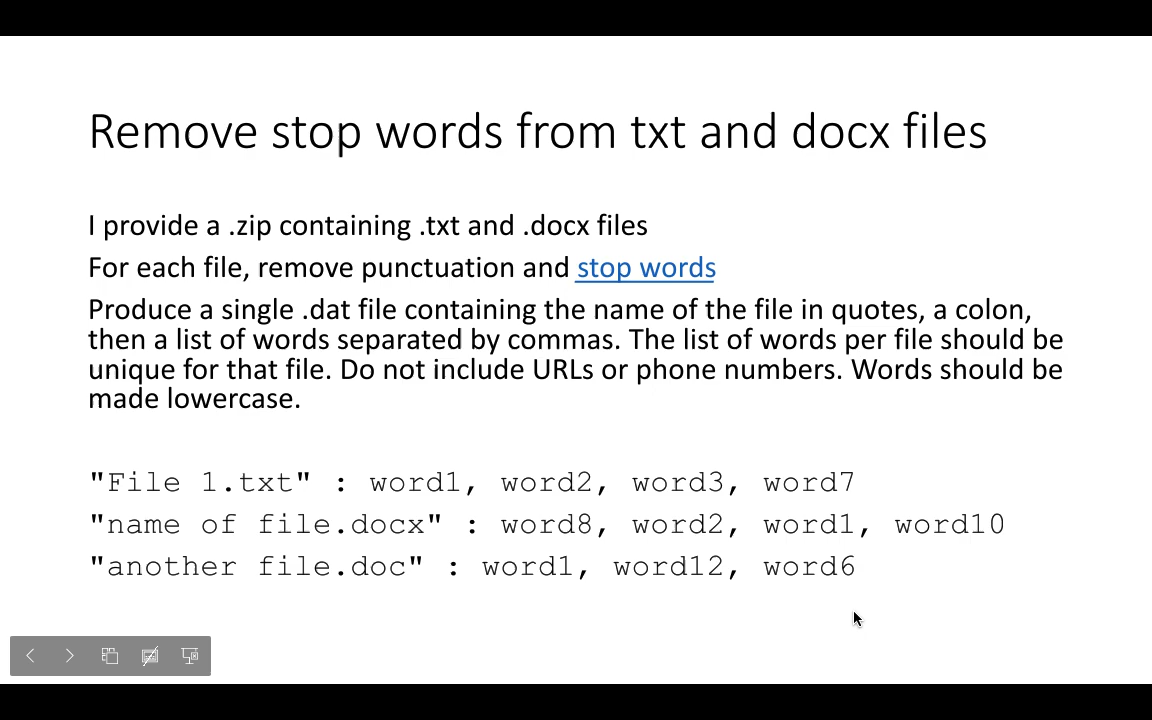 Remove stop words from txt and docx files
I provide a .zip containing .txt and .docx files
For each file, remove punctuation and stop words
Produce a single .dat file containing the name of the file in quotes, a colon,
then a list of words separated by commas. The list of words per file should be
unique for that file. Do not include URLs or phone numbers. Words should be
made lowercase.
"File 1.txt" : word1, word2, word3, word7
"name of file.docx" : word8, word2, word1, word10
"another file.doc" : word1, word12, word6